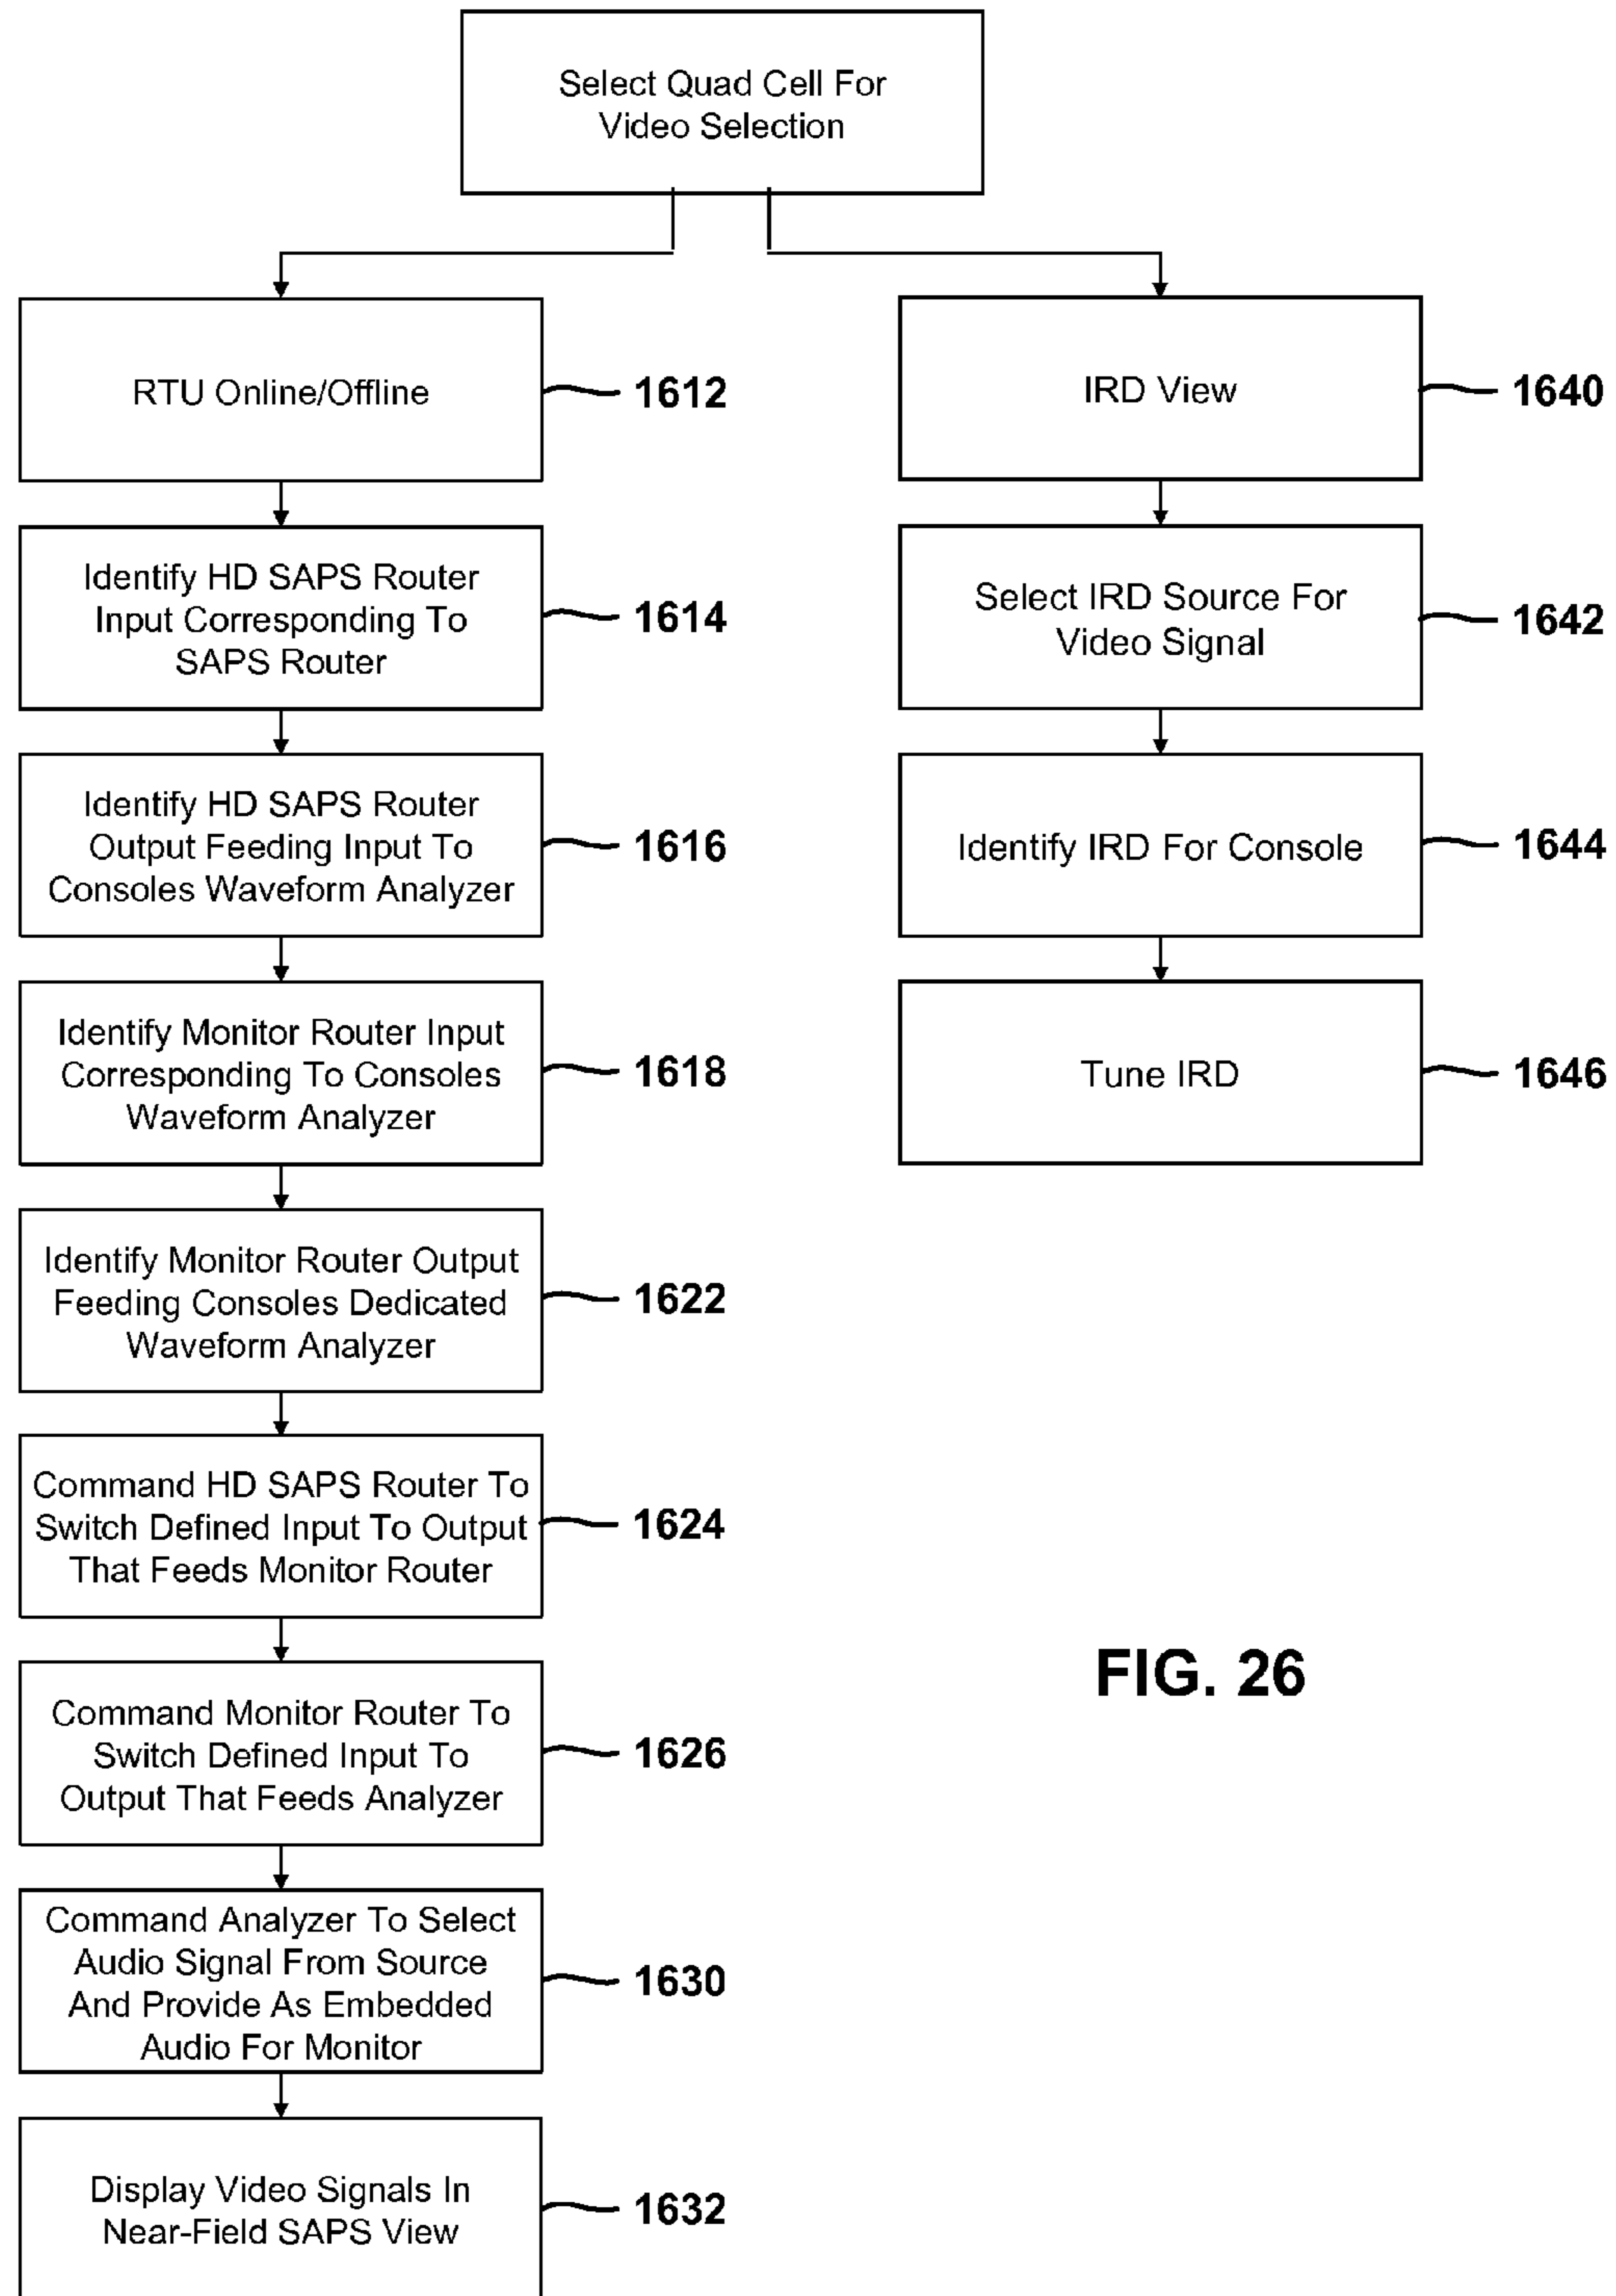 Select Quad Cell For
Video Selection
RTU Online/Offline
1612
Identify HD SAPS Router
Input Corresponding To
SAPS Router
1614
Identify HD SAPS Router
Output Feeding Input To
Consoles Waveform Analyzer
1616
Identify Monitor Router Input
Corresponding To Consoles
Waveform Analyzer
1618
Identify Monitor Router Output
Feeding Consoles Dedicated
Waveform Analyzer
1622
Command HD SAPS Router To
Switch Defined Input To Output
That Feeds Monitor Router
1624
Command Monitor Router To
Switch Defined Input To
Output That Feeds Analyzer
1626
Command Analyzer To Select
Audio Signal From Source
And Provide As Embedded
Audio For Monitor
1630
Display Video Signals In
Near-Field SAPS View
1632
IRD View
1640
Select IRD Source For
Video Signal
1642
Identify IRD For Console
1644
Tune IRD
1646
FIG. 26